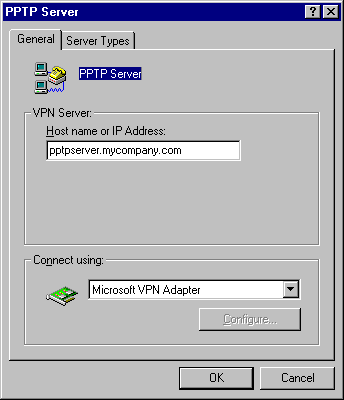 PPTP Server
General
Server Types
PPTP Server
VPN Server:
Host name or IP Address:
pptpserver.mycompany.com
Connect using:
Microsoft VPN Adapter
Configure...
OK
Cancel